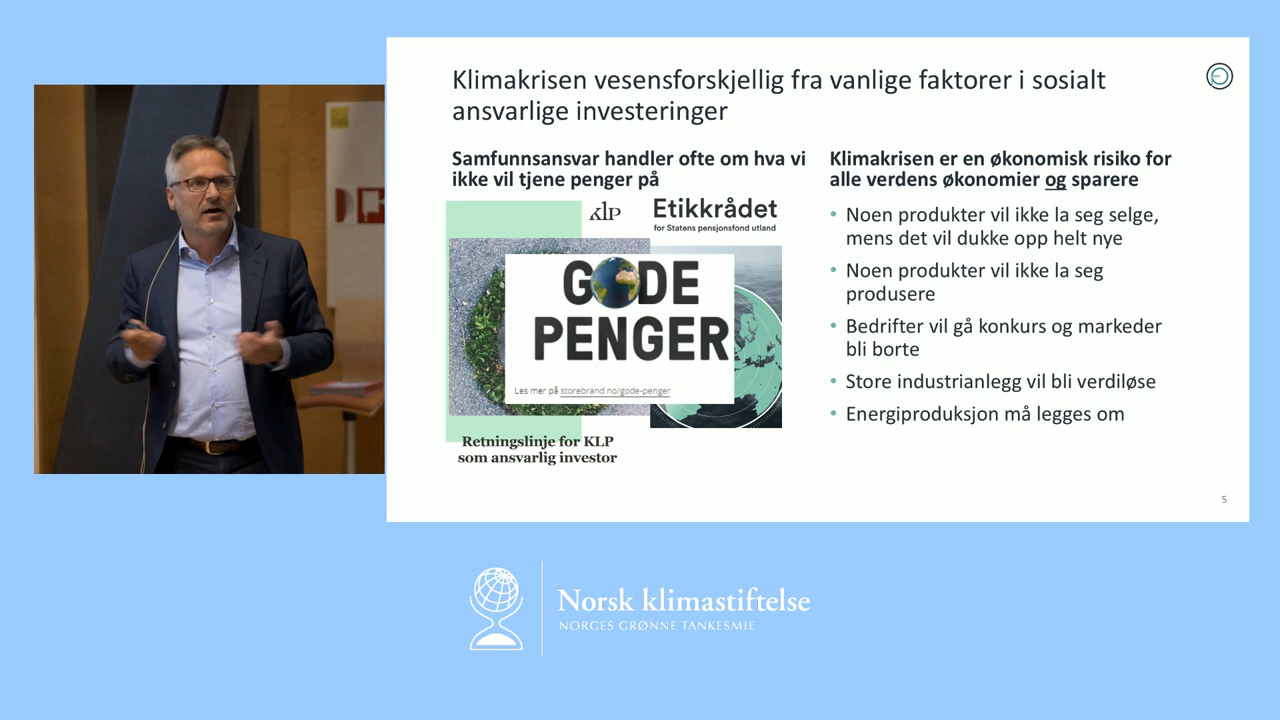 Klimakrisen vesensforskjellig fra vanlige faktorer i sosialt
ansvarlige investeringer
Samfunnsansvar handler ofte om hva vi
ikke vil tjene penger på
klp
Etikkrådet
for Statens pensjonsfond utland
GODE
PENGER
Les mer på storebrand.no/gode-penger
Retningslinje for KLP
som ansvarlig investor
Klimakrisen er en økonomisk risiko for
alle verdens økonomier og sparere
• Noen produkter vil ikke la seg selge,
mens det vil dukke opp helt nye
• Noen produkter vil ikke la seg
produsere
• Bedrifter vil gå konkurs og markeder
bli borte
• Store industrianlegg vil bli verdiløse
• Energiproduksjon må legges om
5
Norsk klimastiftelse
NORGES GRØNNE TANKESMIE